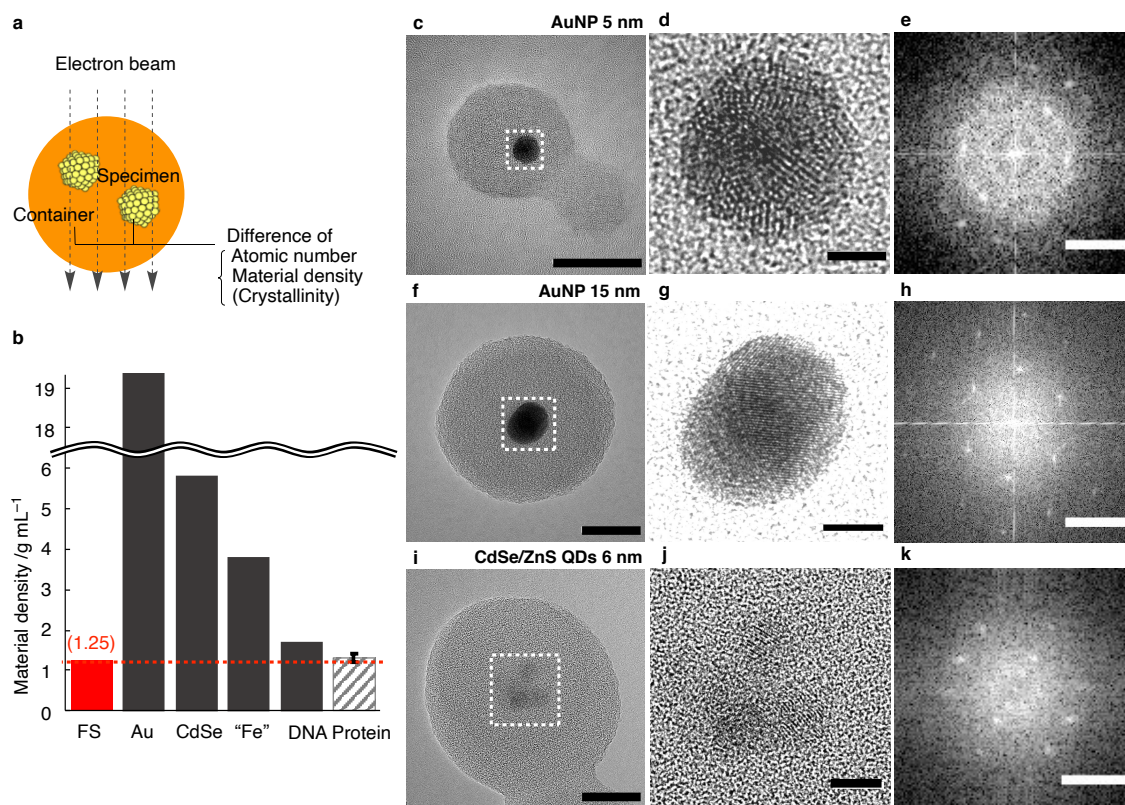 a
Electron beam
Specimen
Container
Difference of
Atomic number
Material density
(Crystallinity)
b
Material density /g mL⁻¹
19
18
6
5
4
3
2
1
0
(1.25)
FS
Au
CdSe
“Fe”
DNA
Protein
c
AuNP 5 nm
d
e
f
AuNP 15 nm
g
h
i
CdSe/ZnS QDs 6 nm
j
k